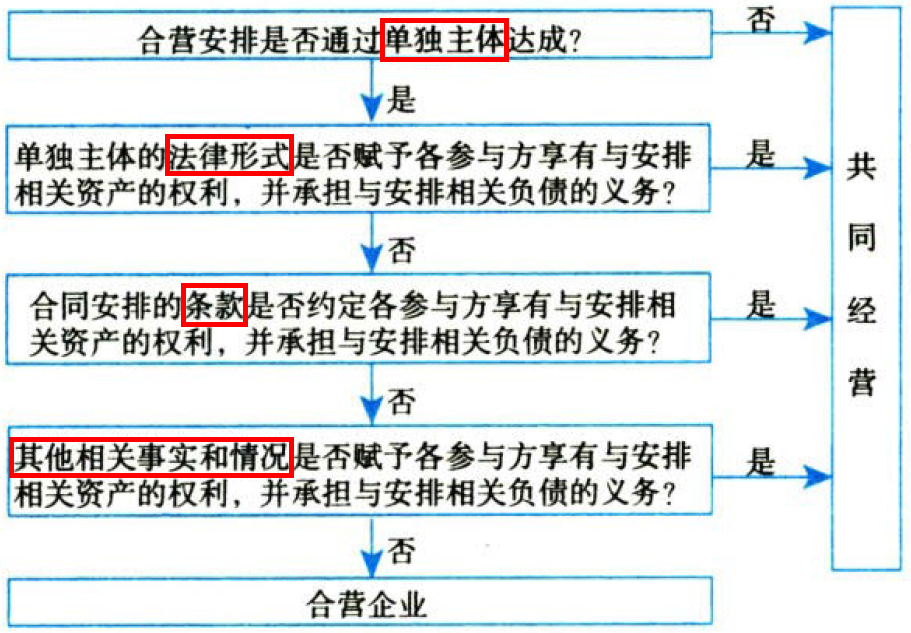 合营安排是否通过单独主体达成？
否
是
单独主体的法律形式是否赋予各参与方享有与安排
相关资产的权利，并承担与安排相关负债的义务？
是
否
合同安排的条款是否约定各参与方享有与安排相
关资产的权利，并承担与安排相关负债的义务？
是
否
其他相关事实和情况是否赋予各参与方享有与安排
相关资产的权利，并承担与安排相关负债的义务？
是
否
合营企业
共同经营